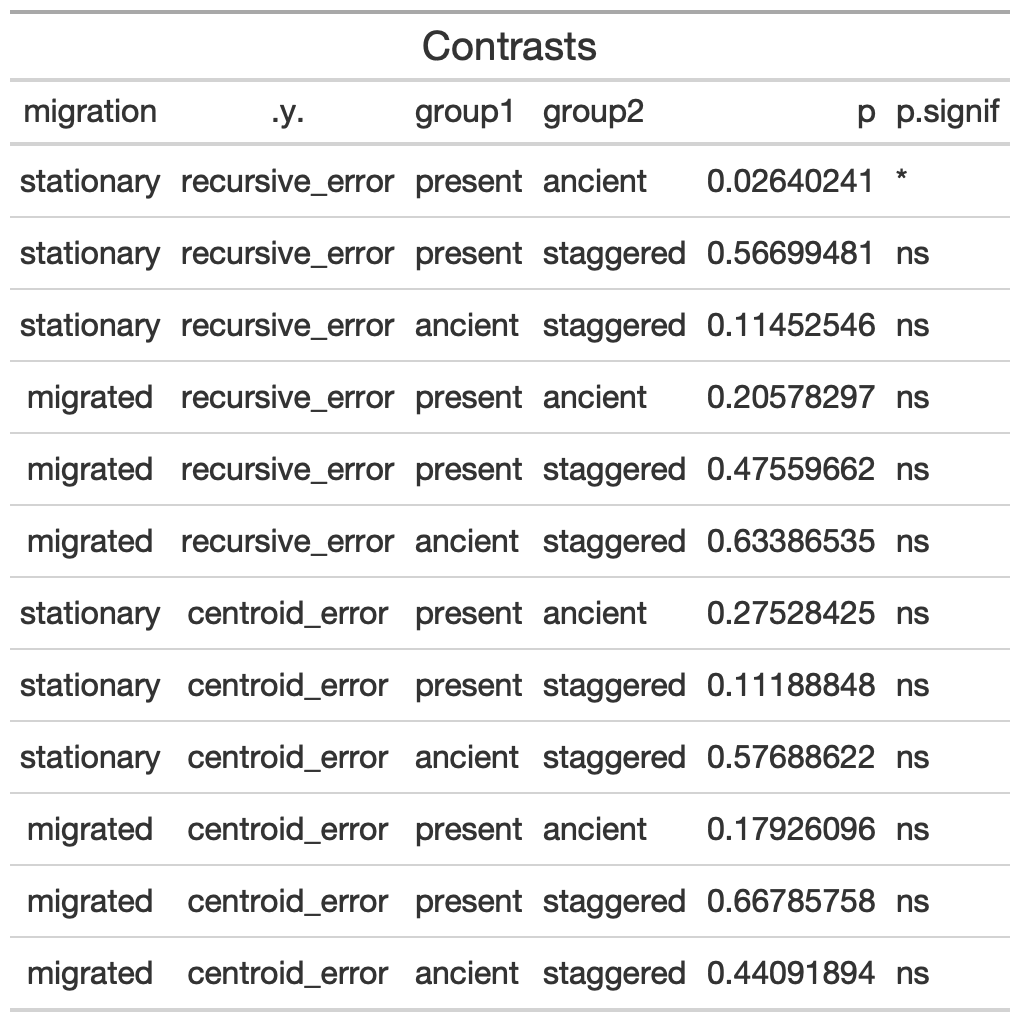 Contrasts
migration .y. group1 group2 p p.signif
stationary recursive_error present ancient 0.02640241 *
stationary recursive_error present staggered 0.56699481 ns
stationary recursive_error ancient staggered 0.11452546 ns
migrated recursive_error present ancient 0.20578297 ns
migrated recursive_error present staggered 0.47559662 ns
migrated recursive_error ancient staggered 0.63386535 ns
stationary centroid_error present ancient 0.27528425 ns
stationary centroid_error present staggered 0.11188848 ns
stationary centroid_error ancient staggered 0.57688622 ns
migrated centroid_error present ancient 0.17926096 ns
migrated centroid_error present staggered 0.66785758 ns
migrated centroid_error ancient staggered 0.44091894 ns